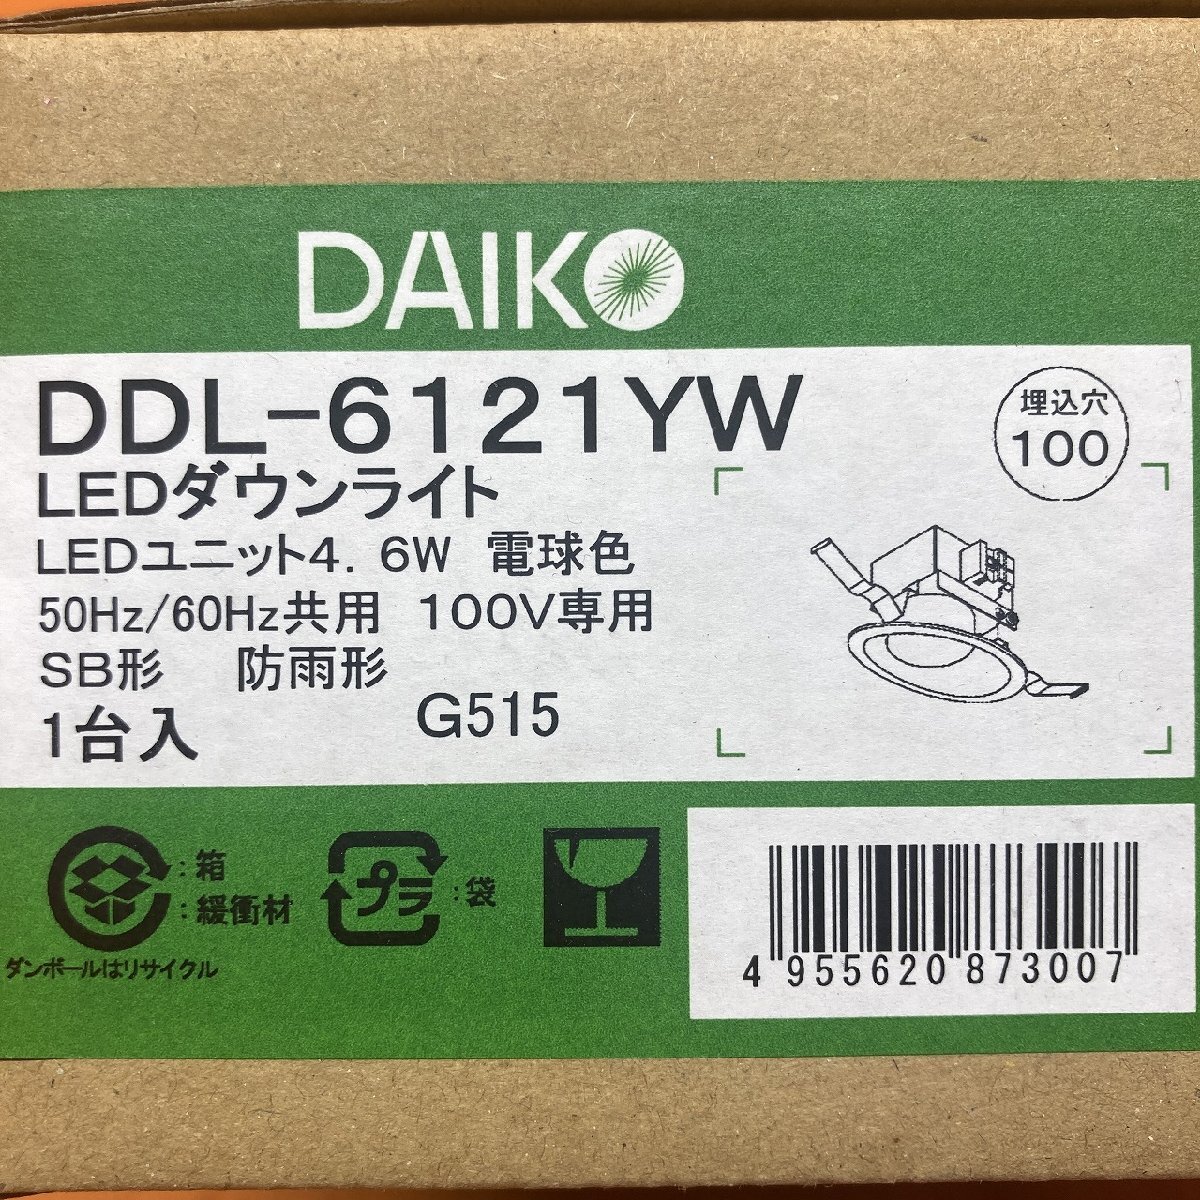 DAIKO
DDL-6121YW
埋込穴
100
LEDダウンライト
LEDユニット4．6W 電球色
50Hz/60Hz共用 100V専用
SB形 防雨形
1台入 G515
:箱
:緩衝材
ダンボールはリサイクル
プラ
:袋
4 955620 873007